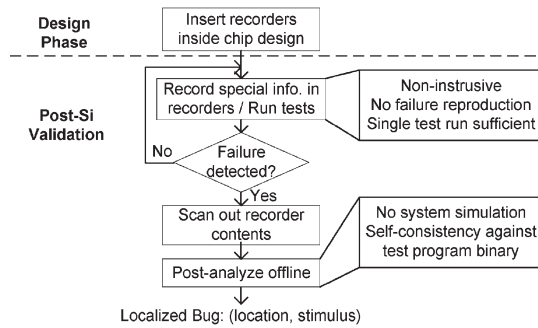 Design
Phase
Insert recorders
inside chip design
Post-Si
Validation
Record special info. in
recorders / Run tests
Non-instrusive
No failure reproduction
Single test run sufficient
No
Failure
detected?
Yes
Scan out recorder
contents
No system simulation
Self-consistency against
test program binary
Post-analyze offline
Localized Bug: (location, stimulus)